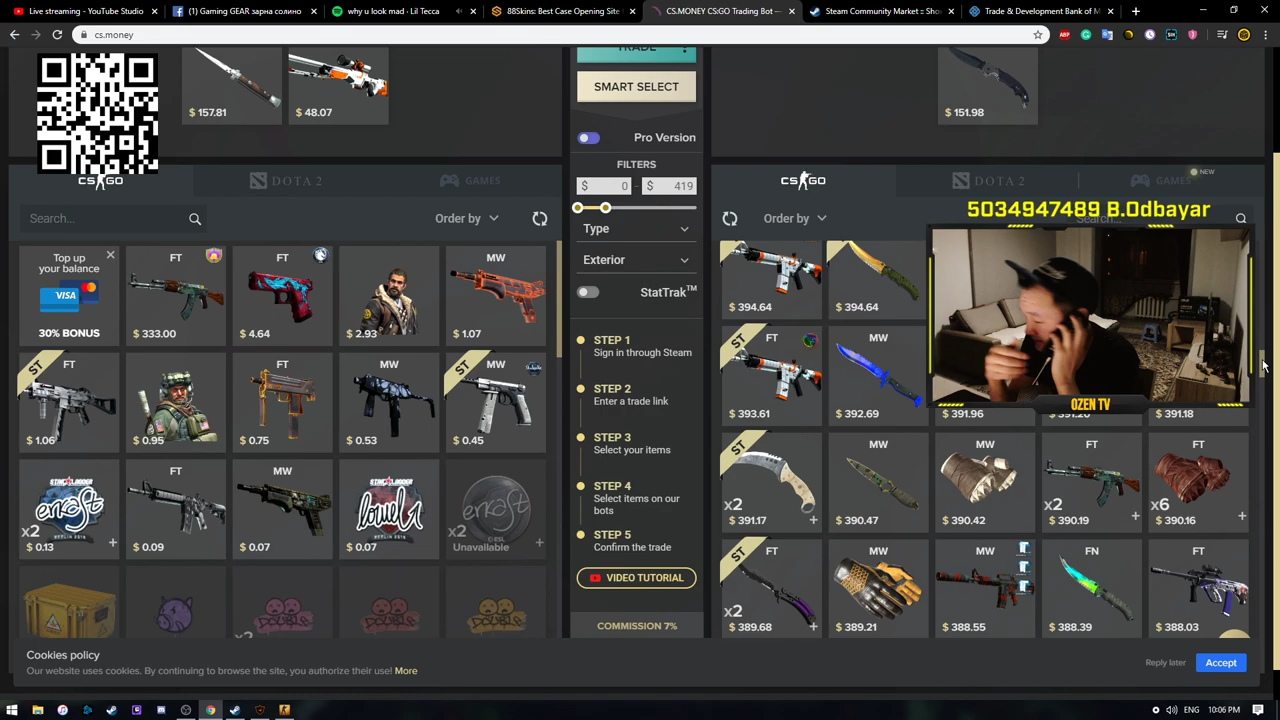 Live streaming - YouTube Studio
(1) Gaming GEAR зарна солино
why u look mad · Lil Tecca
88Skins: Best Case Opening Site
CS.MONEY CS:GO Trading Bot —
Steam Community Market :: Sho
Trade & Development Bank of M
cs.money
TRADE
SMART SELECT
$ 157.81
$ 48.07
$ 151.98
Pro Version
FILTERS
$ 0 - $ 419
Type
Exterior
StatTrak™
CS GO
DOTA 2
GAMES
CS GO
DOTA 2
GAMES
NEW
Search...
Order by
Order by
Search...
5034947489 B.Odbayar
OZEN TV
Top up
your balance
VISA
30% BONUS
FT
$ 333.00
FT
$ 4.64
$ 2.93
MW
$ 1.07
ST
FT
$ 1.06
$ 0.95
FT
$ 0.75
MW
$ 0.53
ST
MW
$ 0.45
x2
$ 0.13
FT
$ 0.09
MW
$ 0.07
$ 0.07
x2
Unavailable
x2
STEP 1
Sign in through Steam
STEP 2
Enter a trade link
STEP 3
Select your items
STEP 4
Select items on our
bots
STEP 5
Confirm the trade
VIDEO TUTORIAL
COMMISSION 7%
$ 394.64
$ 394.64
ST
FT
$ 393.61
MW
$ 392.69
$ 391.96
$ 391.20
$ 391.18
ST
x2
$ 391.17
MW
$ 390.47
MW
$ 390.42
FT
x2
$ 390.19
FT
x6
$ 390.16
ST
FT
x2
$ 389.68
MW
$ 389.21
MW
$ 388.55
FN
$ 388.39
FT
$ 388.03
Cookies policy
Our website uses cookies. By continuing to browse the site, you authorize their use! More
Reply later
Accept
10:06 PM